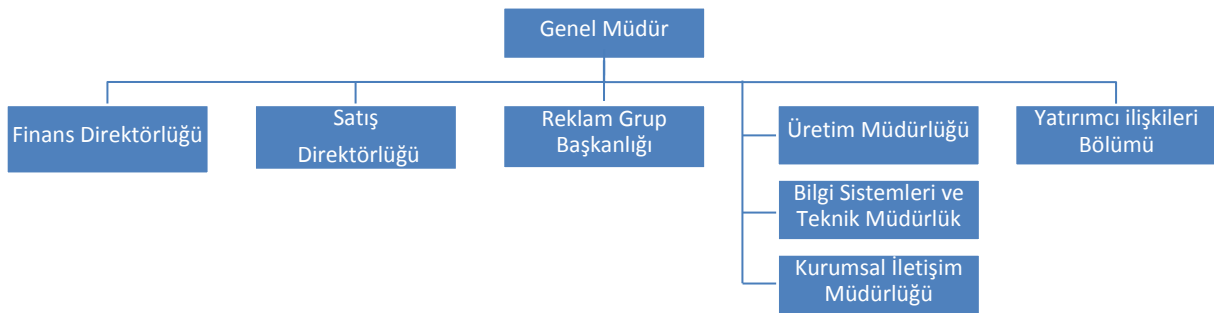 Genel Müdür
Finans Direktörlüğü
Satış
Direktörlüğü
Reklam Grup
Başkanlığı
Üretim Müdürlüğü
Yatırımcı ilişkileri
Bölümü
Bilgi Sistemleri ve
Teknik Müdürlük
Kurumsal İletişim
Müdürlüğü